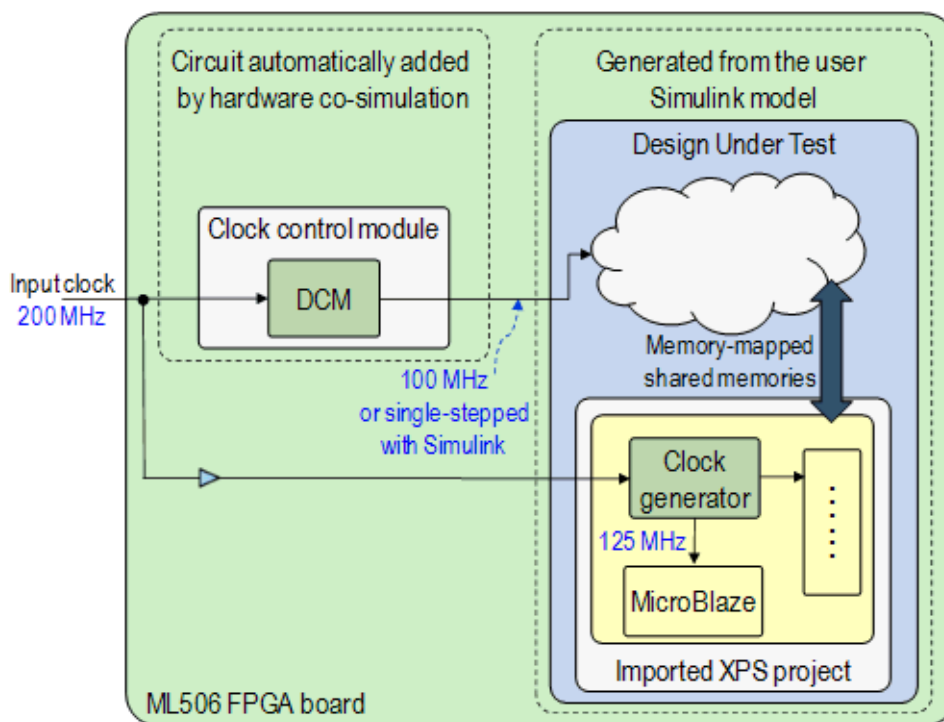 Circuit automatically added
by hardware co-simulation
Generated from the user
Simulink model
Design Under Test
Clock control module
DCM
Input clock
200 MHz
100 MHz
or single-stepped
with Simulink
Memory-mapped
shared memories
Clock
generator
125 MHz
MicroBlaze
Imported XPS project
ML506 FPGA board